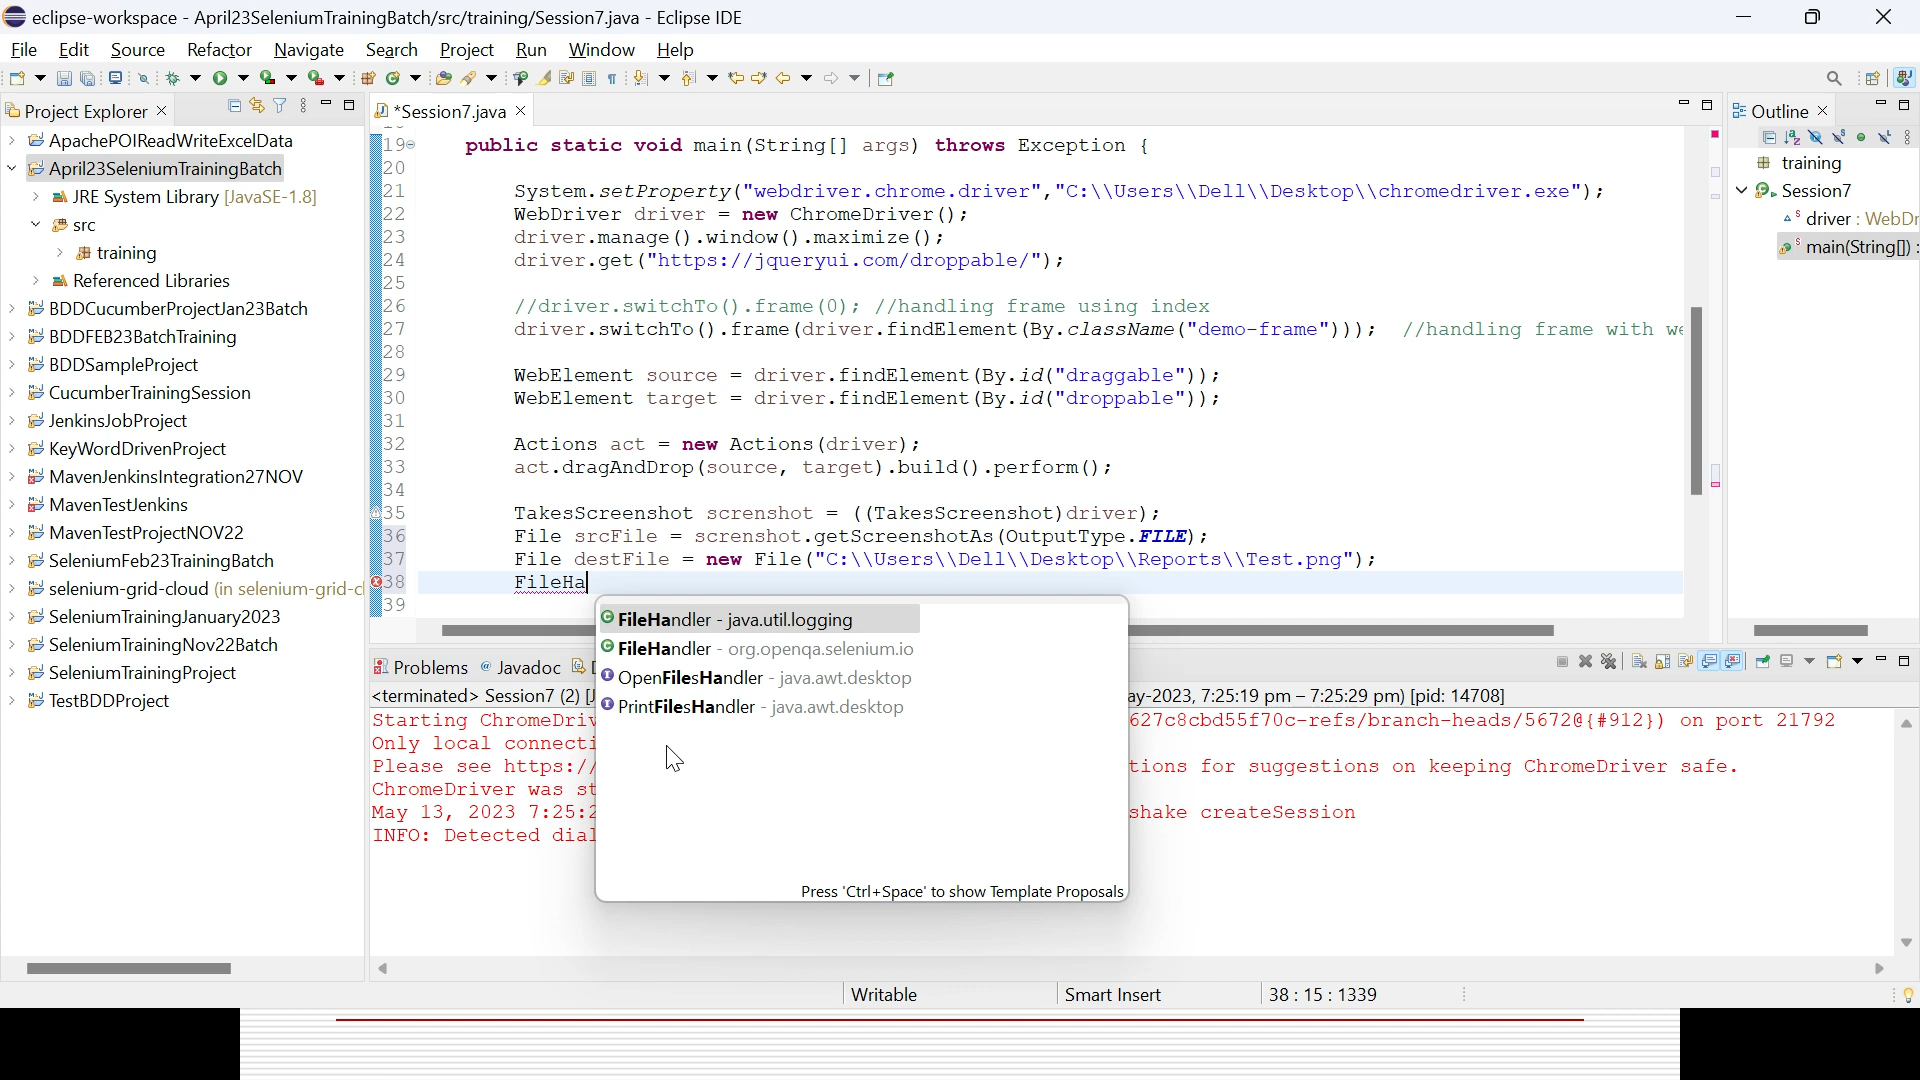 eclipse-workspace - April23SeleniumTrainingBatch/src/training/Session7.java - Eclipse IDE
File Edit Source Refactor Navigate Search Project Run Window Help
Project Explorer
ApachePOIReadWriteExcelData
April23SeleniumTrainingBatch
JRE System Library [JavaSE-1.8]
src
training
Referenced Libraries
BDDCucumberProjectJan23Batch
BDDFEB23BatchTraining
BDDSampleProject
CucumberTrainingSession
JenkinsJobProject
KeyWordDrivenProject
MavenJenkinsIntegration27NOV
MavenTestJenkins
MavenTestProjectNOV22
SeleniumFeb23TrainingBatch
selenium-grid-cloud (in selenium-grid-cl
SeleniumTrainingJanuary2023
SeleniumTrainingNov22Batch
SeleniumTrainingProject
TestBDDProject
*Session7.java
19 public static void main(String[] args) throws Exception {
20
21 System.setProperty("webdriver.chrome.driver","C:\\Users\\Dell\\Desktop\\chromedriver.exe");
22 WebDriver driver = new ChromeDriver();
23 driver.manage().window().maximize();
24 driver.get("https://jqueryui.com/droppable/");
25
26 //driver.switchTo().frame(0); //handling frame using index
27 driver.switchTo().frame(driver.findElement(By.className("demo-frame"))); //handling frame with we
28
29 WebElement source = driver.findElement(By.id("draggable"));
30 WebElement target = driver.findElement(By.id("droppable"));
31
32 Actions act = new Actions(driver);
33 act.dragAndDrop(source, target).build().perform();
34
35 TakesScreenshot screnshot = ((TakesScreenshot)driver);
36 File srcFile = screnshot.getScreenshotAs(OutputType.FILE);
37 File destFile = new File("C:\\Users\\Dell\\Desktop\\Reports\\Test.png");
38 FileHa
39
FileHandler - java.util.logging
FileHandler - org.openqa.selenium.io
OpenFilesHandler - java.awt.desktop
PrintFilesHandler - java.awt.desktop
Press 'Ctrl+Space' to show Template Proposals
Outline
training
Session7
driver : WebDr
main(String[]) :
Problems @ Javadoc
<terminated> Session7 (2) [J ay-2023, 7:25:19 pm – 7:25:29 pm) [pid: 14708]
Starting ChromeDriv 627c8cbd55f70c-refs/branch-heads/5672@{#912}) on port 21792
Only local connecti
Please see https:// tions for suggestions on keeping ChromeDriver safe.
ChromeDriver was st
May 13, 2023 7:25:2 shake createSession
INFO: Detected dial
Writable Smart Insert 38 : 15 : 1339